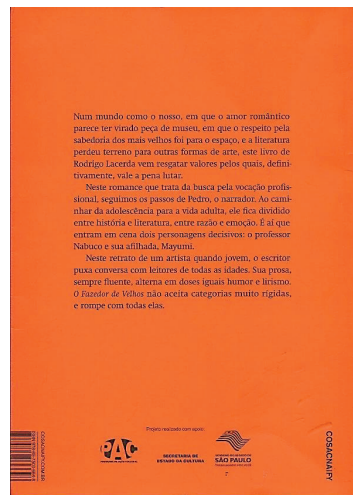 Num mundo como o nosso, em que o amor romântico
parece ter virado peça de museu, em que o respeito pela
sabedoria dos mais velhos foi para o espaço, e a literatura
perdeu terreno para outras formas de arte, este livro de
Rodrigo Lacerda vem resgatar valores pelos quais, defini-
tivamente, vale a pena lutar.
Neste romance que trata da busca pela vocação profis-
sional, seguimos os passos de Pedro, o narrador. Ao cami-
nhar da adolescência para a vida adulta, ele fica dividido
entre história e literatura, entre razão e emoção. É aí que
entram em cena dois personagens decisivos: o professor
Nabuco e sua afilhada, Mayumi.
Neste retrato de um artista quando jovem, o escritor
puxa conversa com leitores de todas as idades. Sua prosa,
sempre fluente, alterna em doses iguais humor e lirismo.
O Fazedor de Velhos não aceita categorias muito rígidas,
e rompe com todas elas.
Projeto realizado com apoio:
PAC
SECRETARIA DE
ESTADO DA CULTURA
SÃO PAULO
COSACNAIFY.COM.BR
COSACNAIFY